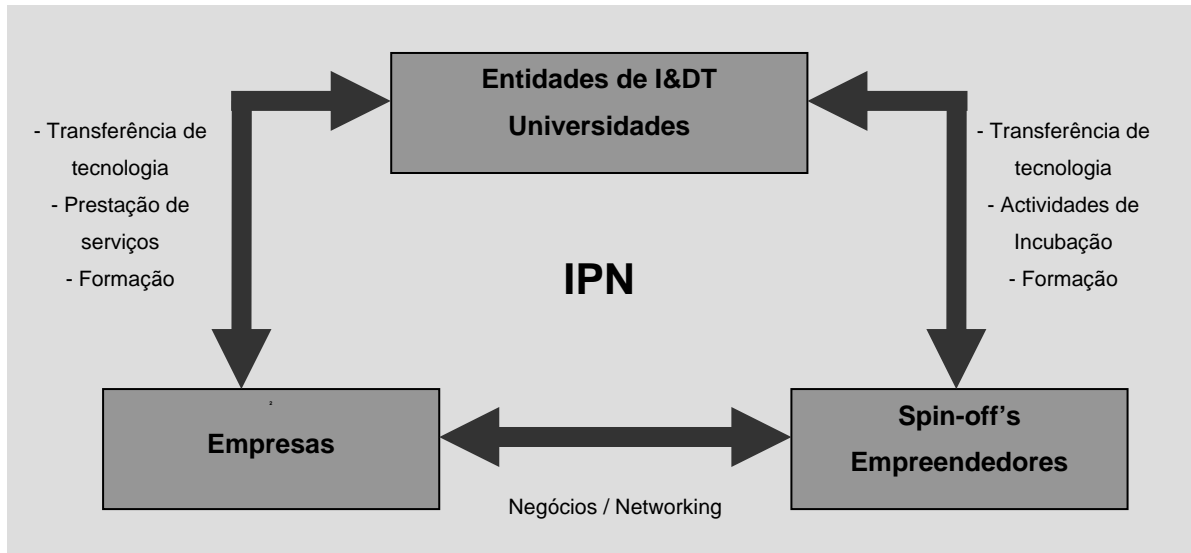 Entidades de I&DT
Universidades
- Transferência de
tecnologia
- Prestação de
serviços
- Formação
- Transferência de
tecnologia
- Actividades de
Incubação
- Formação
IPN
Empresas
Spin-off’s
Empreendedores
Negócios / Networking